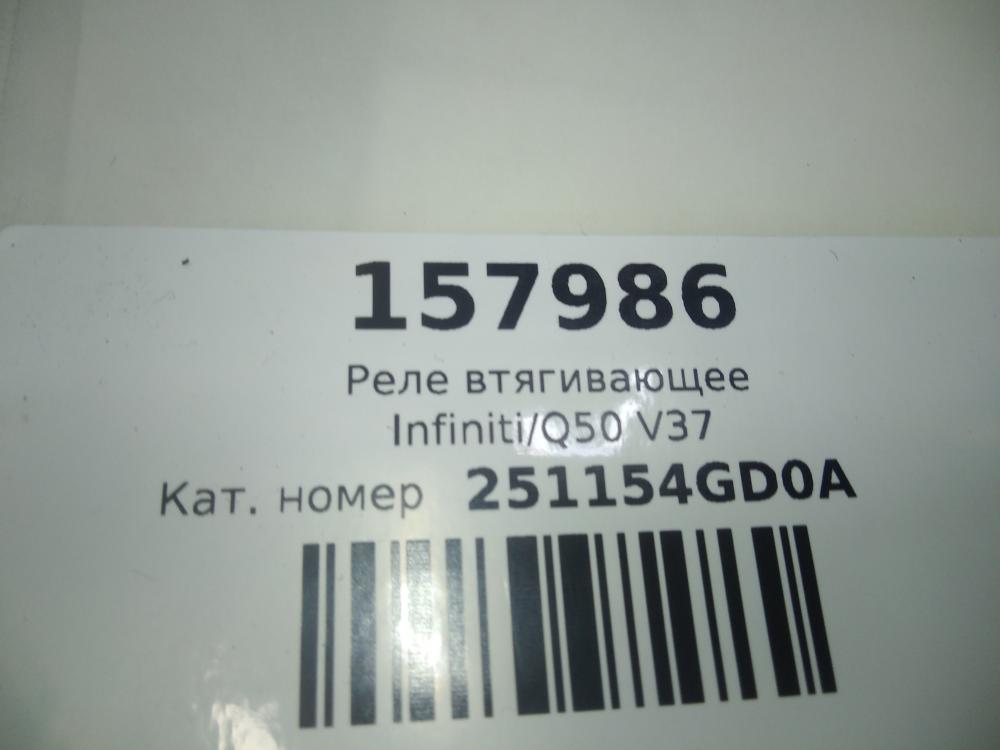 157986
Реле втягивающее
Infiniti/Q50 V37
Кат. номер 251154GD0A